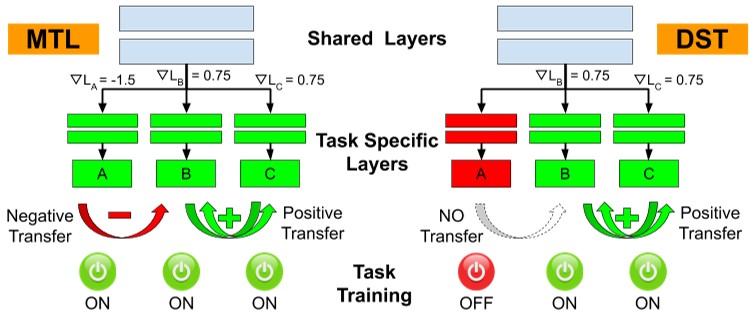 MTL
Shared Layers
DST
∇L_A = -1.5
∇L_B = 0.75
∇L_C = 0.75
∇L_B = 0.75
∇L_C = 0.75
Task Specific
Layers
A
B
C
A
B
C
Negative
Transfer
Positive
Transfer
NO
Transfer
Positive
Transfer
Task
Training
ON
ON
ON
OFF
ON
ON